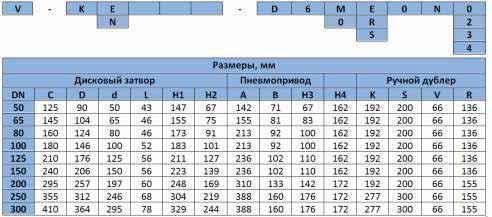 V - K E - D 6 M E 0 N 0
N 0 R 2
S 3
4
Размеры, мм
Дисковый затвор Пневмопривод Ручной дублер
DN C D d L H1 H2 A B H3 H4 K S V R
50 125 90 50 43 147 67 142 71 67 162 192 200 66 136
65 145 104 65 46 155 75 155 81 83 162 192 200 66 136
80 160 124 80 46 173 91 213 92 100 162 192 200 66 136
100 180 146 100 52 183 101 213 92 100 162 192 200 66 136
125 210 176 125 56 211 127 236 102 110 162 192 200 66 136
150 240 206 150 56 223 139 236 102 110 162 192 200 66 136
200 295 257 197 60 248 169 310 133 142 172 277 300 66 155
250 355 312 246 68 304 219 388 160 176 172 277 300 66 155
300 410 364 295 78 329 244 388 160 176 172 277 300 66 155